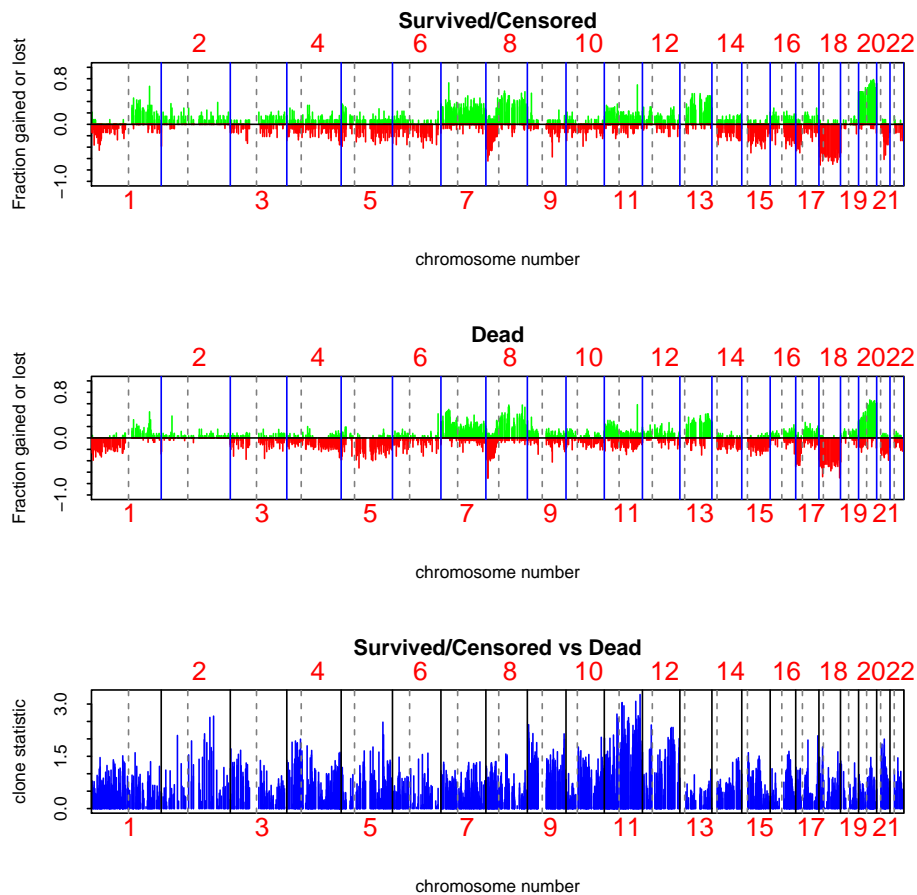 Survived/Censored
2 4 6 8 10 12 14 16 18 20 22
Fraction gained or lost
0.8
0.0
−1.0
1 3 5 7 9 11 13 15 17 19 21
chromosome number
Dead
2 4 6 8 10 12 14 16 18 20 22
Fraction gained or lost
0.8
0.0
−1.0
1 3 5 7 9 11 13 15 17 19 21
chromosome number
Survived/Censored vs Dead
2 4 6 8 10 12 14 16 18 20 22
clone statistic
3.0
1.5
0.0
1 3 5 7 9 11 13 15 17 19 21
chromosome number